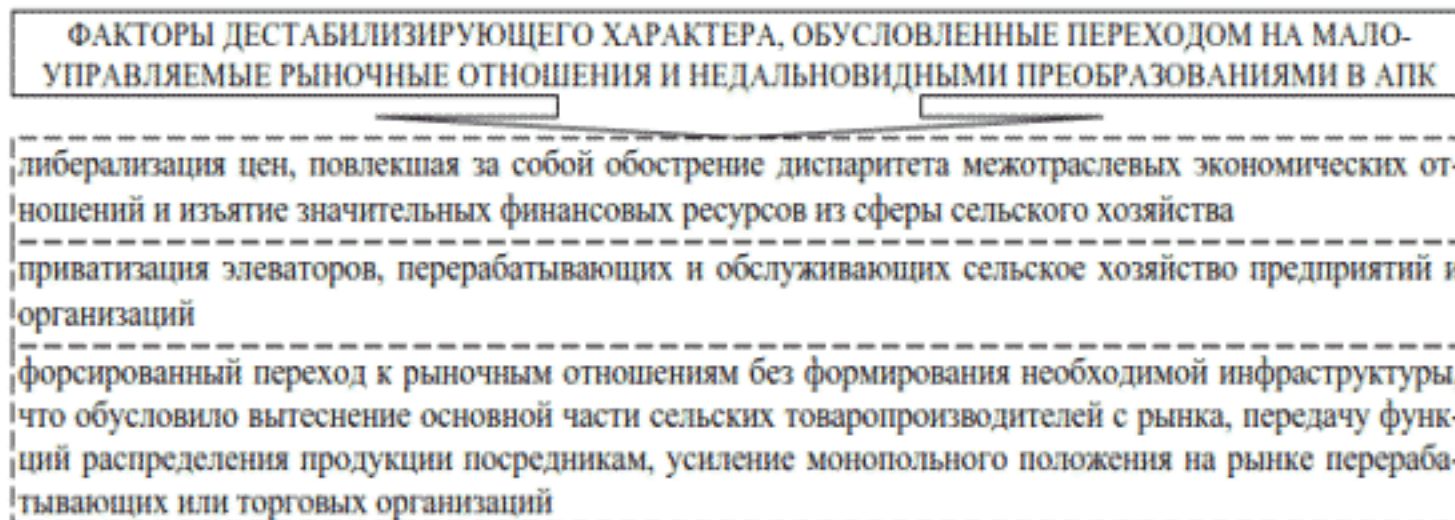 ФАКТОРЫ ДЕСТАБИЛИЗИРУЮЩЕГО ХАРАКТЕРА, ОБУСЛОВЛЕННЫЕ ПЕРЕХОДОМ НА МАЛО-
УПРАВЛЯЕМЫЕ РЫНОЧНЫЕ ОТНОШЕНИЯ И НЕДАЛЬНОВИДНЫМИ ПРЕОБРАЗОВАНИЯМИ В АПК
либерализация цен, повлекшая за собой обострение диспаритета межотраслевых экономических от-
ношений и изъятие значительных финансовых ресурсов из сферы сельского хозяйства
приватизация элеваторов, перерабатывающих и обслуживающих сельское хозяйство предприятий и
организаций
форсированный переход к рыночным отношениям без формирования необходимой инфраструктуры,
что обусловило вытеснение основной части сельских товаропроизводителей с рынка, передачу функ-
ций распределения продукции посредникам, усиление монопольного положения на рынке перераба-
тывающих или торговых организаций